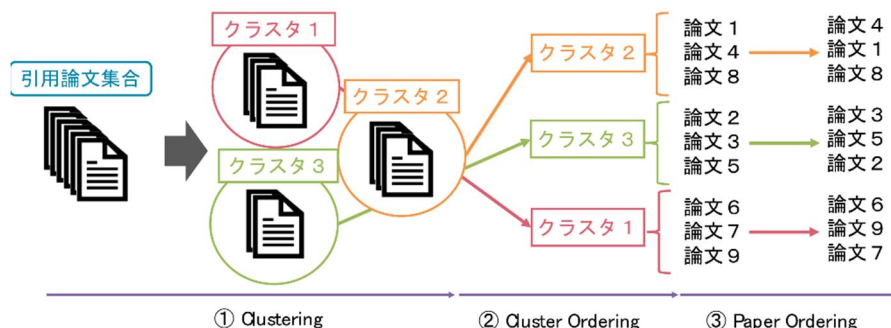 引用論文集合
クラスタ１
クラスタ２
クラスタ３
クラスタ２
論文１
論文４
論文８
論文４
論文１
論文８
クラスタ３
論文２
論文３
論文５
論文３
論文５
論文２
クラスタ１
論文６
論文７
論文９
論文６
論文９
論文７
① Clustering
② Cluster Ordering
③ Paper Ordering